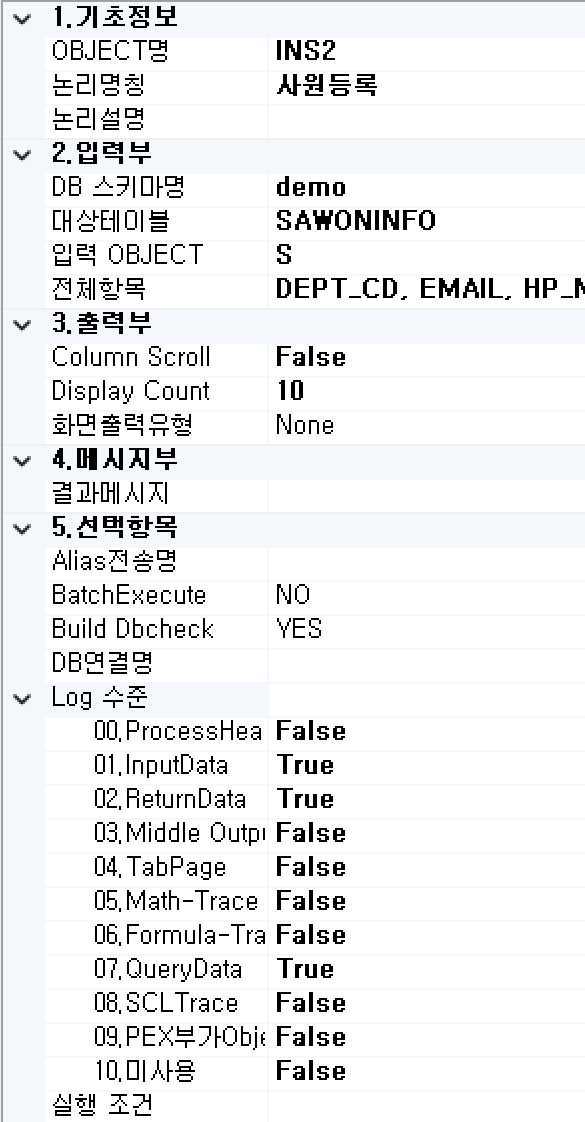 1.기초정보
OBJECT명 INS2
논리명칭 사원등록
논리설명
2.입력부
DB 스키마명 demo
대상테이블 SAWONINFO
입력 OBJECT S
전체항목 DEPT_CD, EMAIL, HP_N
3.출력부
Column Scroll False
Display Count 10
화면출력유형 None
4.메시지부
결과메시지
5.선택항목
Alias전송명
BatchExecute NO
Build Dbcheck YES
DB연결명
Log 수준
00.ProcessHea False
01.InputData True
02.ReturnData True
03.Middle Outpu False
04.TabPage False
05.Math-Trace False
06.Formula-Tra False
07.QueryData True
08.SCLTrace False
09.PEX부가Obje False
10.미사용 False
실행 조건